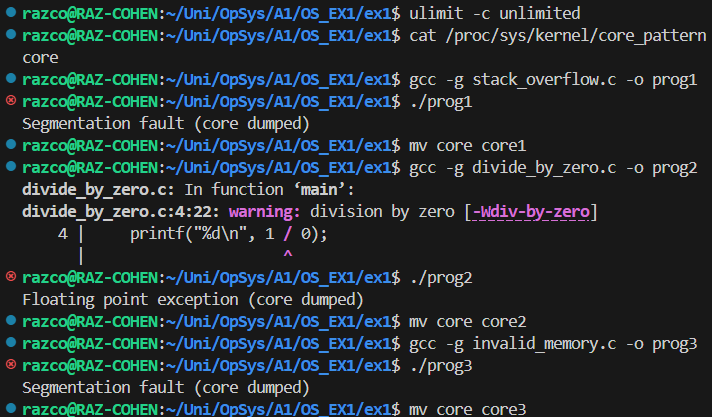 razco@RAZ-COHEN:~/Uni/OpSys/A1/OS_EX1/ex1$ ulimit -c unlimited
razco@RAZ-COHEN:~/Uni/OpSys/A1/OS_EX1/ex1$ cat /proc/sys/kernel/core_pattern
core
razco@RAZ-COHEN:~/Uni/OpSys/A1/OS_EX1/ex1$ gcc -g stack_overflow.c -o prog1
razco@RAZ-COHEN:~/Uni/OpSys/A1/OS_EX1/ex1$ ./prog1
Segmentation fault (core dumped)
razco@RAZ-COHEN:~/Uni/OpSys/A1/OS_EX1/ex1$ mv core core1
razco@RAZ-COHEN:~/Uni/OpSys/A1/OS_EX1/ex1$ gcc -g divide_by_zero.c -o prog2
divide_by_zero.c: In function ‘main’:
divide_by_zero.c:4:22: warning: division by zero [-Wdiv-by-zero]
    4 |     printf("%d\n", 1 / 0);
      |                      ^
razco@RAZ-COHEN:~/Uni/OpSys/A1/OS_EX1/ex1$ ./prog2
Floating point exception (core dumped)
razco@RAZ-COHEN:~/Uni/OpSys/A1/OS_EX1/ex1$ mv core core2
razco@RAZ-COHEN:~/Uni/OpSys/A1/OS_EX1/ex1$ gcc -g invalid_memory.c -o prog3
razco@RAZ-COHEN:~/Uni/OpSys/A1/OS_EX1/ex1$ ./prog3
Segmentation fault (core dumped)
razco@RAZ-COHEN:~/Uni/OpSys/A1/OS_EX1/ex1$ mv core core3